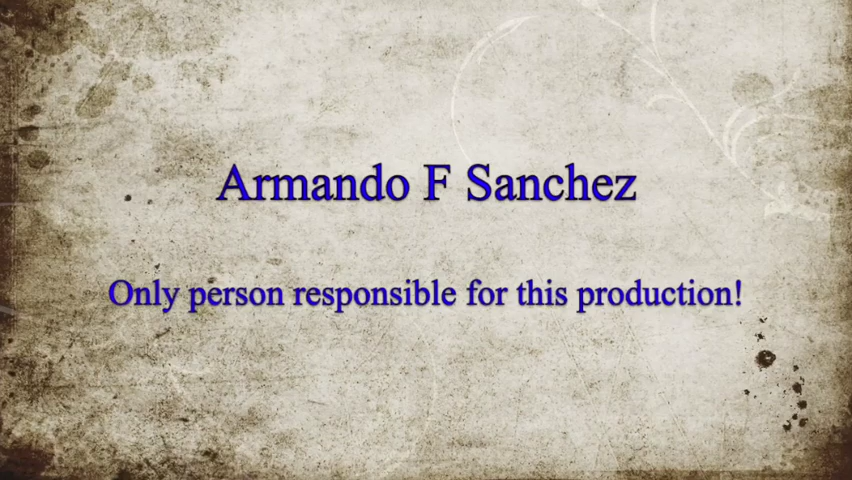 Armando F Sanchez
Only person responsible for this production!